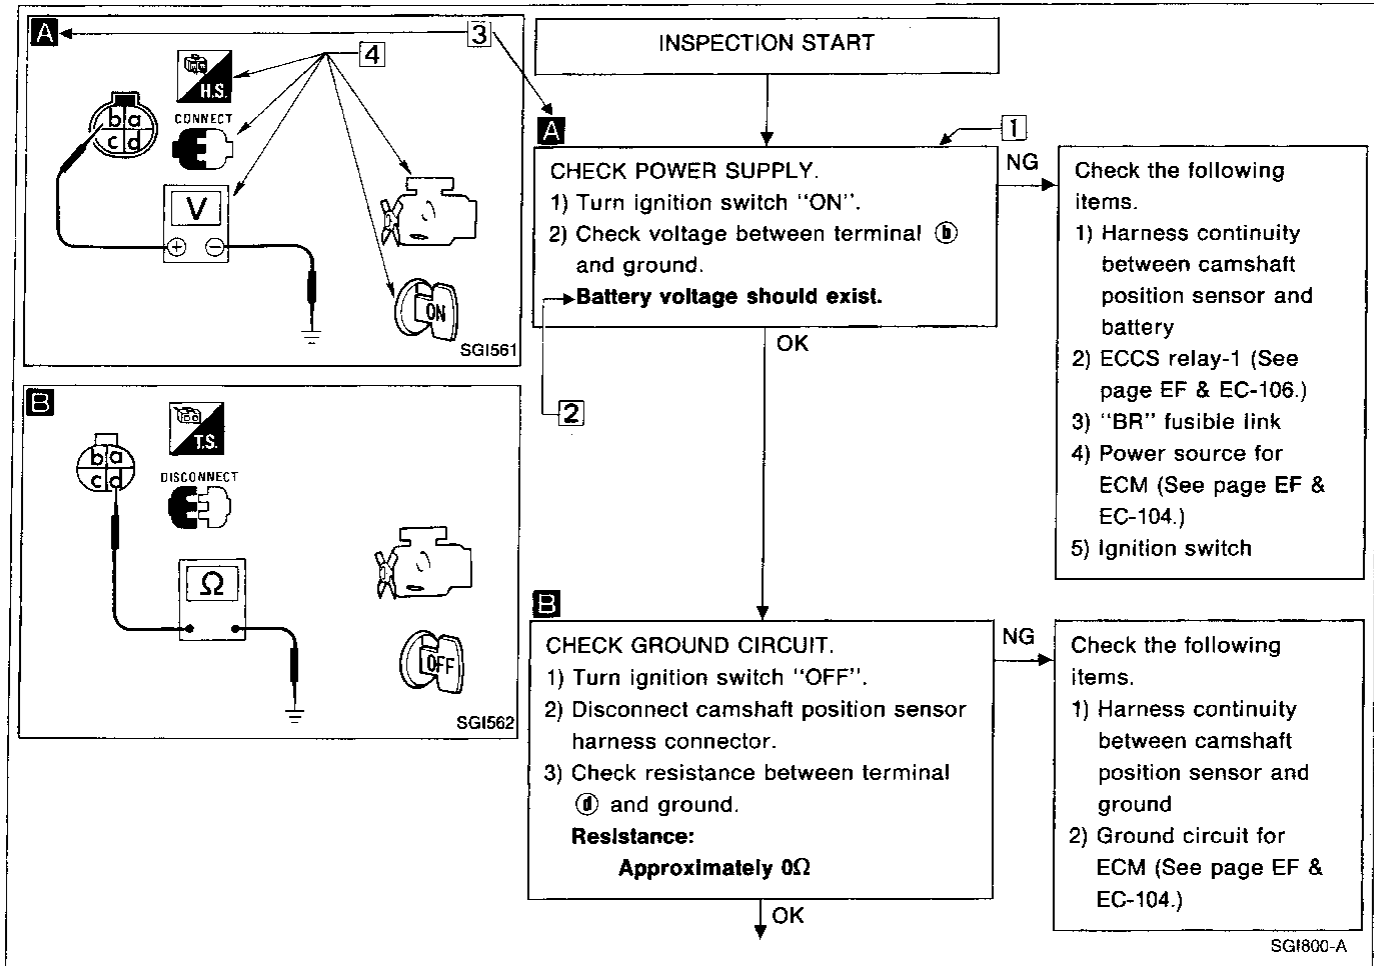 A
3
4
H.S.
b a
c d
CONNECT
V
+ −
ON
SGI561
B
T.S.
b a
c d
DISCONNECT
Ω
OFF
SGI562
INSPECTION START
A
1
CHECK POWER SUPPLY.
1) Turn ignition switch "ON".
2) Check voltage between terminal ⓑ
and ground.
Battery voltage should exist.
2
OK
NG
Check the following
items.
1) Harness continuity
between camshaft
position sensor and
battery
2) ECCS relay-1 (See
page EF & EC-106.)
3) "BR" fusible link
4) Power source for
ECM (See page EF &
EC-104.)
5) Ignition switch
B
CHECK GROUND CIRCUIT.
1) Turn ignition switch "OFF".
2) Disconnect camshaft position sensor
harness connector.
3) Check resistance between terminal
ⓓ and ground.
Resistance:
Approximately 0Ω
OK
NG
Check the following
items.
1) Harness continuity
between camshaft
position sensor and
ground
2) Ground circuit for
ECM (See page EF &
EC-104.)
SGI800-A